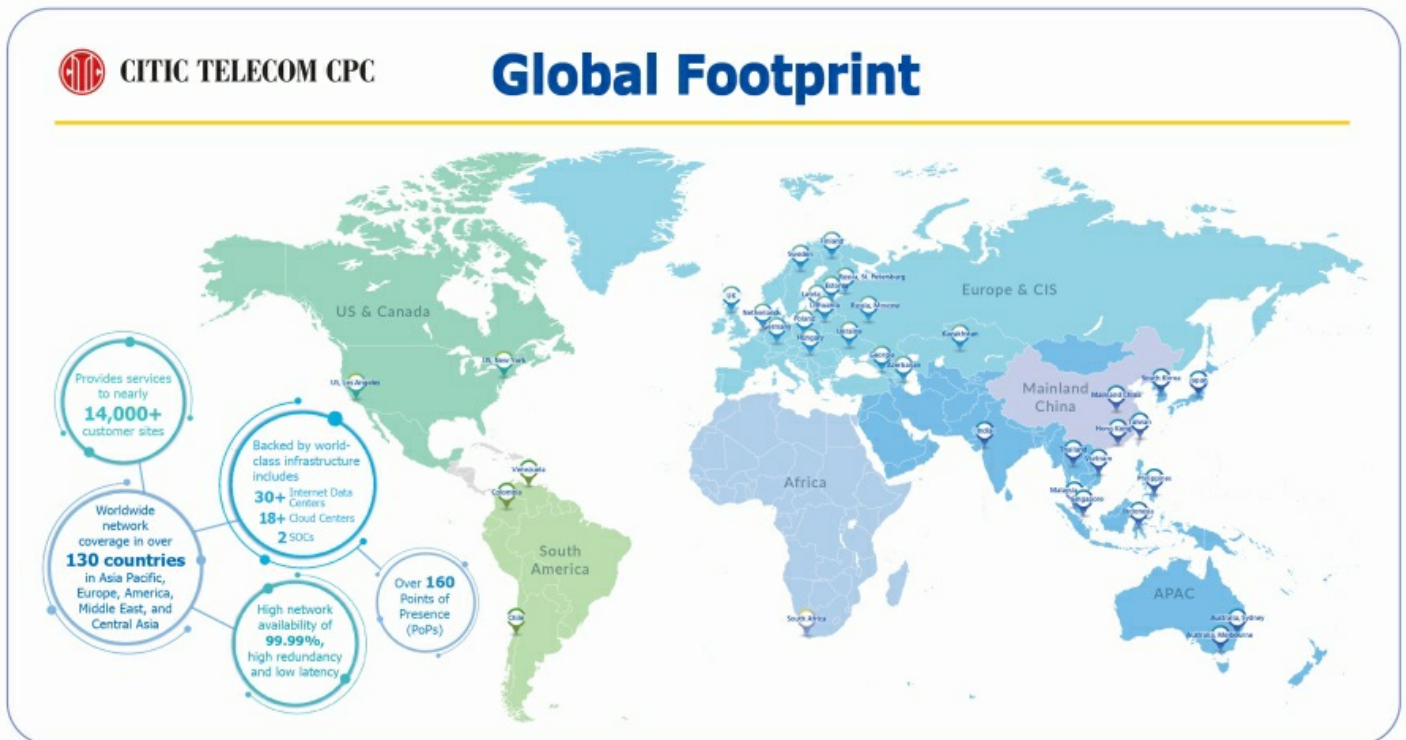 CITIC TELECOM CPC
Global Footprint
US & Canada
Europe & CIS
Mainland
China
Africa
South
America
APAC
Provides services
to nearly
14,000+
customer sites
Backed by world-
class infrastructure
includes
30+ Internet Data
Centers
18+ Cloud Centers
2 SOCs
Worldwide
network
coverage in over
130 countries
in Asia Pacific,
Europe, America,
Middle East, and
Central Asia
High network
availability of
99.99%,
high redundancy
and low latency
Over 160
Points of
Presence
(PoPs)
US, Los Angeles
US, New York
Venezuela
Colombia
Chile
UK
Sweden
Finland
Russia, St. Petersburg
Estonia
Latvia
Lithuania
Russia, Moscow
Netherlands
Germany
Poland
Hungary
Ukraine
Kazakhstan
Georgia
Azerbaijan
South Africa
India
Mainland China
South Korea
Japan
Hong Kong
Taiwan
Thailand
Vietnam
Malaysia
Singapore
Philippines
Indonesia
Australia, Sydney
Australia, Melbourne